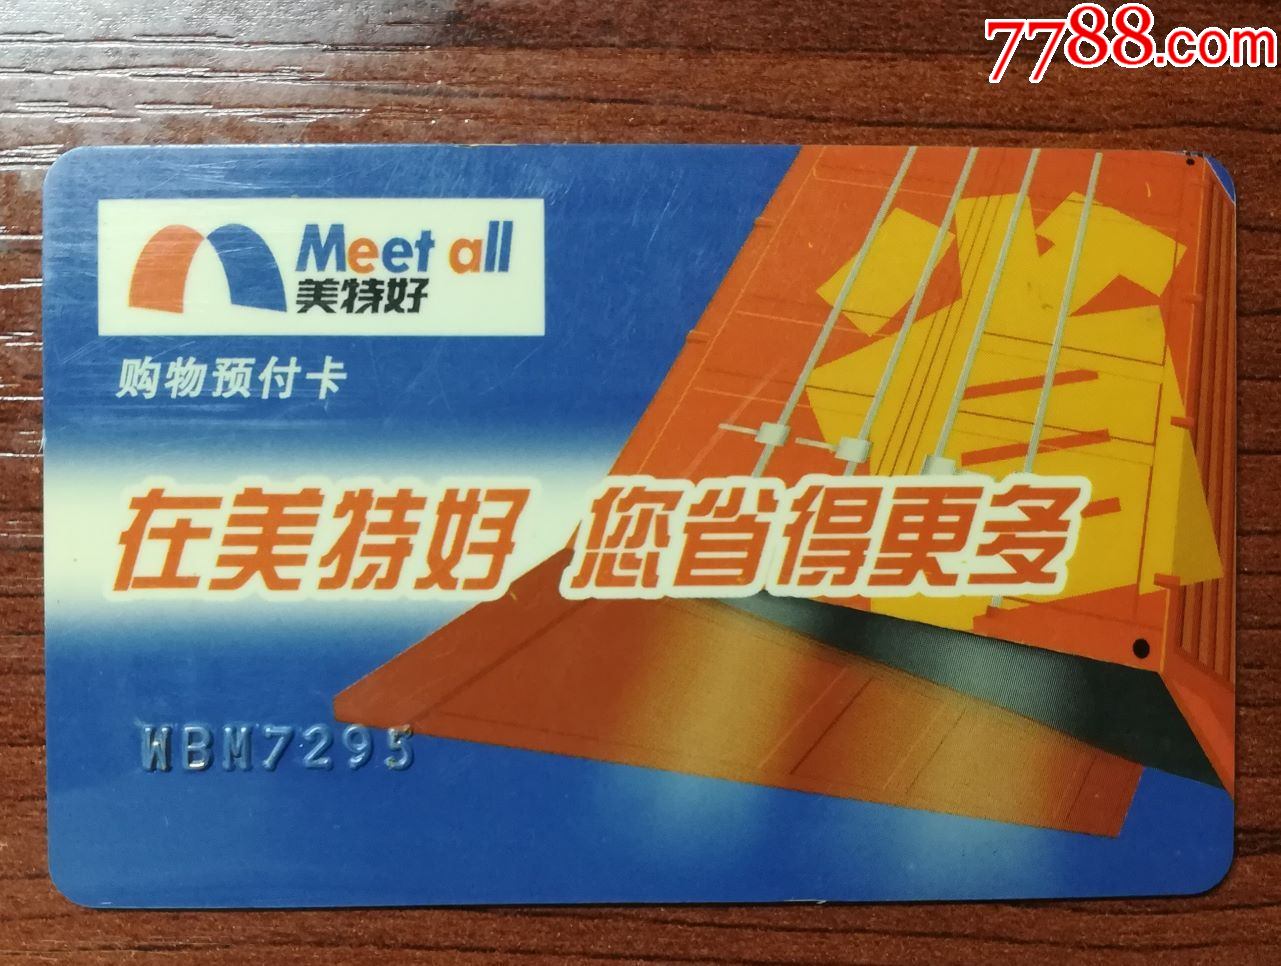 7788.com
Meet all
美特好
购物预付卡
在美特好 您省得更多
WBM7295